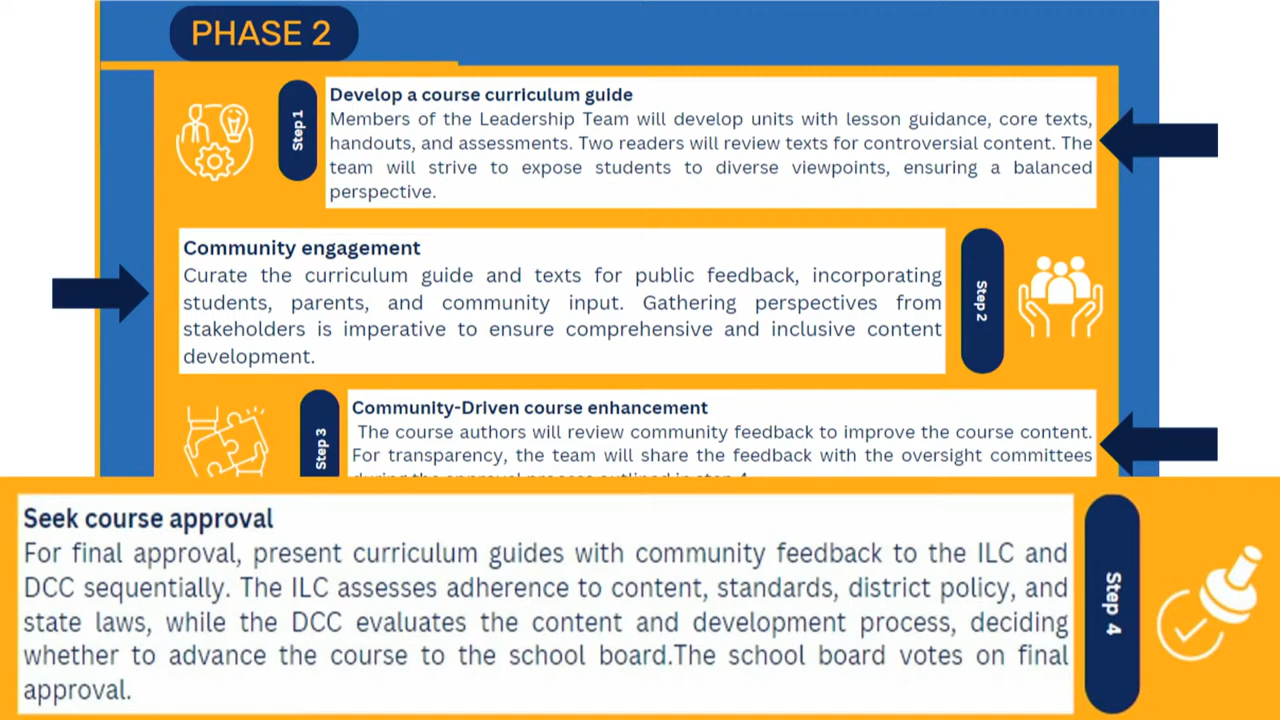 PHASE 2
Step 1
Develop a course curriculum guide
Members of the Leadership Team will develop units with lesson guidance, core texts,
handouts, and assessments. Two readers will review texts for controversial content. The
team will strive to expose students to diverse viewpoints, ensuring a balanced
perspective.
Community engagement
Curate the curriculum guide and texts for public feedback, incorporating
students, parents, and community input. Gathering perspectives from
stakeholders is imperative to ensure comprehensive and inclusive content
development.
Step 2
Step 3
Community-Driven course enhancement
The course authors will review community feedback to improve the course content.
For transparency, the team will share the feedback with the oversight committees
Seek course approval
For final approval, present curriculum guides with community feedback to the ILC and
DCC sequentially. The ILC assesses adherence to content, standards, district policy, and
state laws, while the DCC evaluates the content and development process, deciding
whether to advance the course to the school board.The school board votes on final
approval.
Step 4